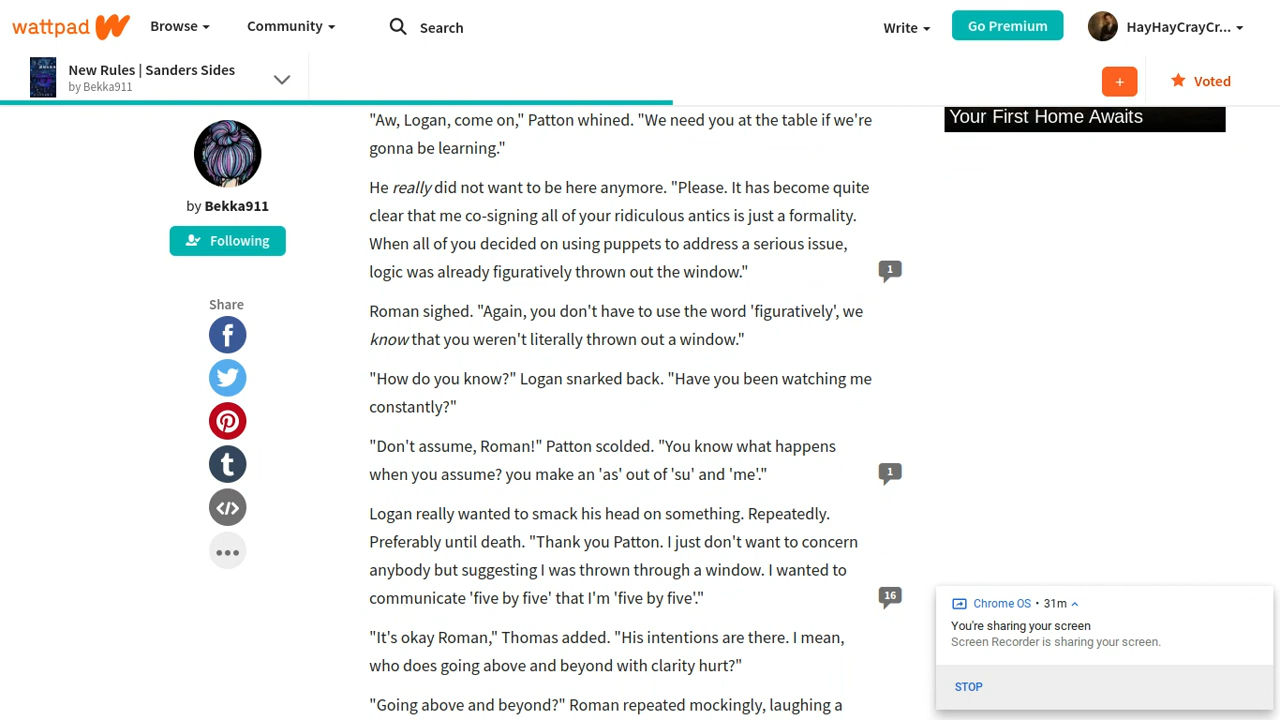 wattpad
Browse
Community
Search
Write
Go Premium
HayHayCrayCr...
New Rules | Sanders Sides
by Bekka911
+
Voted
by Bekka911
Following
Share
"Aw, Logan, come on," Patton whined. "We need you at the table if we're
gonna be learning."
He really did not want to be here anymore. "Please. It has become quite
clear that me co-signing all of your ridiculous antics is just a formality.
When all of you decided on using puppets to address a serious issue,
logic was already figuratively thrown out the window."
1
Roman sighed. "Again, you don't have to use the word 'figuratively', we
know that you weren't literally thrown out a window."
"How do you know?" Logan snarked back. "Have you been watching me
constantly?"
"Don't assume, Roman!" Patton scolded. "You know what happens
when you assume? you make an 'as' out of 'su' and 'me'."
1
Logan really wanted to smack his head on something. Repeatedly.
Preferably until death. "Thank you Patton. I just don't want to concern
anybody but suggesting I was thrown through a window. I wanted to
communicate 'five by five' that I'm 'five by five'."
16
"It's okay Roman," Thomas added. "His intentions are there. I mean,
who does going above and beyond with clarity hurt?"
"Going above and beyond?" Roman repeated mockingly, laughing a
Your First Home Awaits
Chrome OS • 31m
You're sharing your screen
Screen Recorder is sharing your screen.
STOP